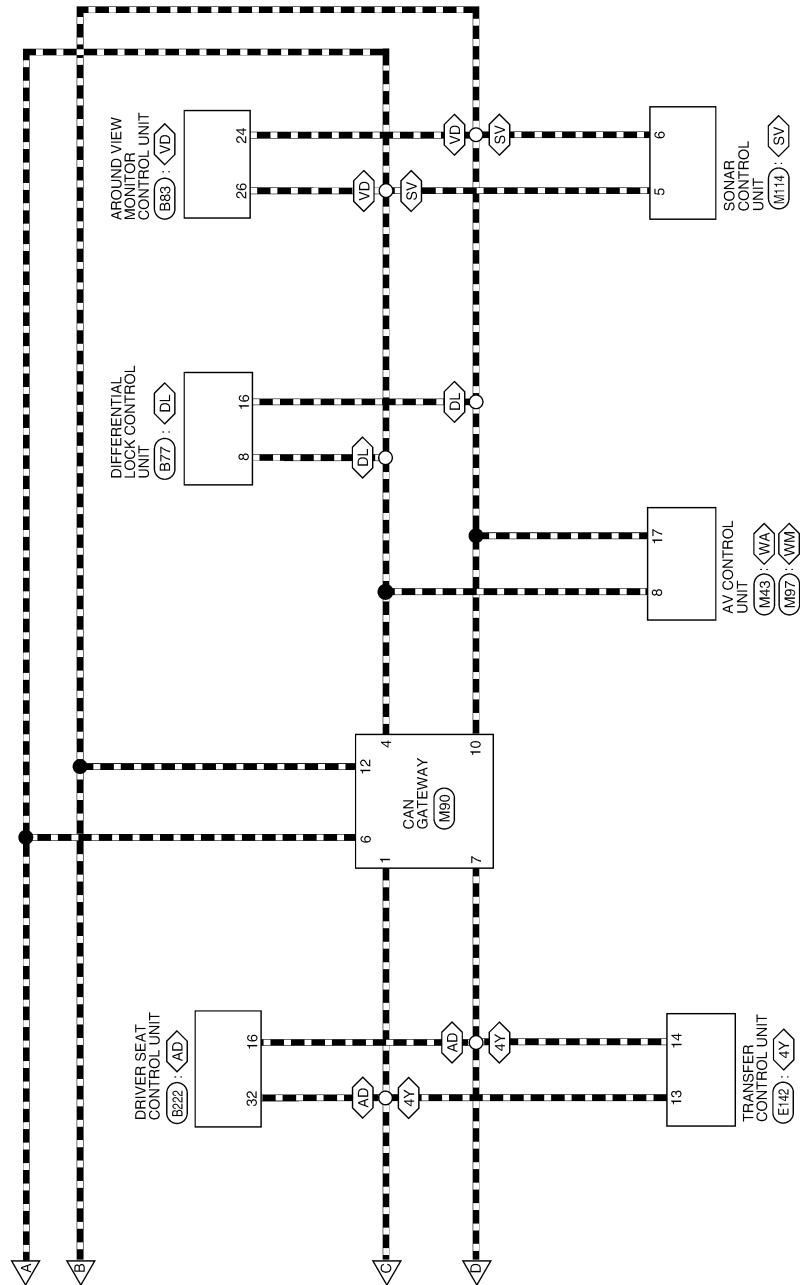 A
B
DRIVER SEAT
CONTROL UNIT
B222 : AD
32 16
DIFFERENTIAL
LOCK CONTROL
UNIT
B77 : DL
8 16
AROUND VIEW
MONITOR
CONTROL UNIT
B83 : VD
26 24
C
AD
4Y
1
6 12
4
DL
VD
SV
CAN
GATEWAY
M90
D
AD
4Y
7
10
DL
VD
SV
13 14
TRANSFER
CONTROL UNIT
E142 : 4Y
8 17
AV CONTROL
UNIT
M43 : WA
M97 : WM
5 6
SONAR
CONTROL
UNIT
M114 : SV